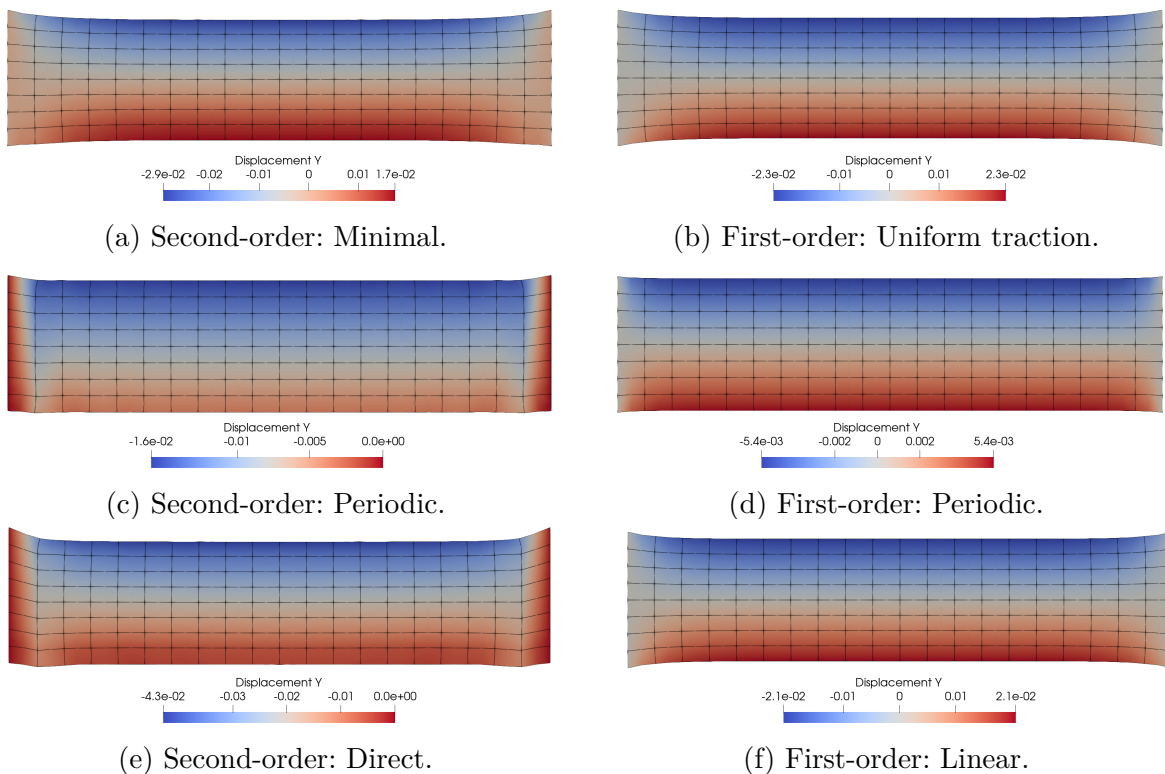 Displacement Y
-2.9e-02 -0.02 -0.01 0 0.01 1.7e-02
(a) Second-order: Minimal.
Displacement Y
-2.3e-02 -0.01 0 0.01 2.3e-02
(b) First-order: Uniform traction.
Displacement Y
-1.6e-02 -0.01 -0.005 0.0e+00
(c) Second-order: Periodic.
Displacement Y
-5.4e-03 -0.002 0 0.002 5.4e-03
(d) First-order: Periodic.
Displacement Y
-4.3e-02 -0.03 -0.02 -0.01 0.0e+00
(e) Second-order: Direct.
Displacement Y
-2.1e-02 -0.01 0 0.01 2.1e-02
(f) First-order: Linear.